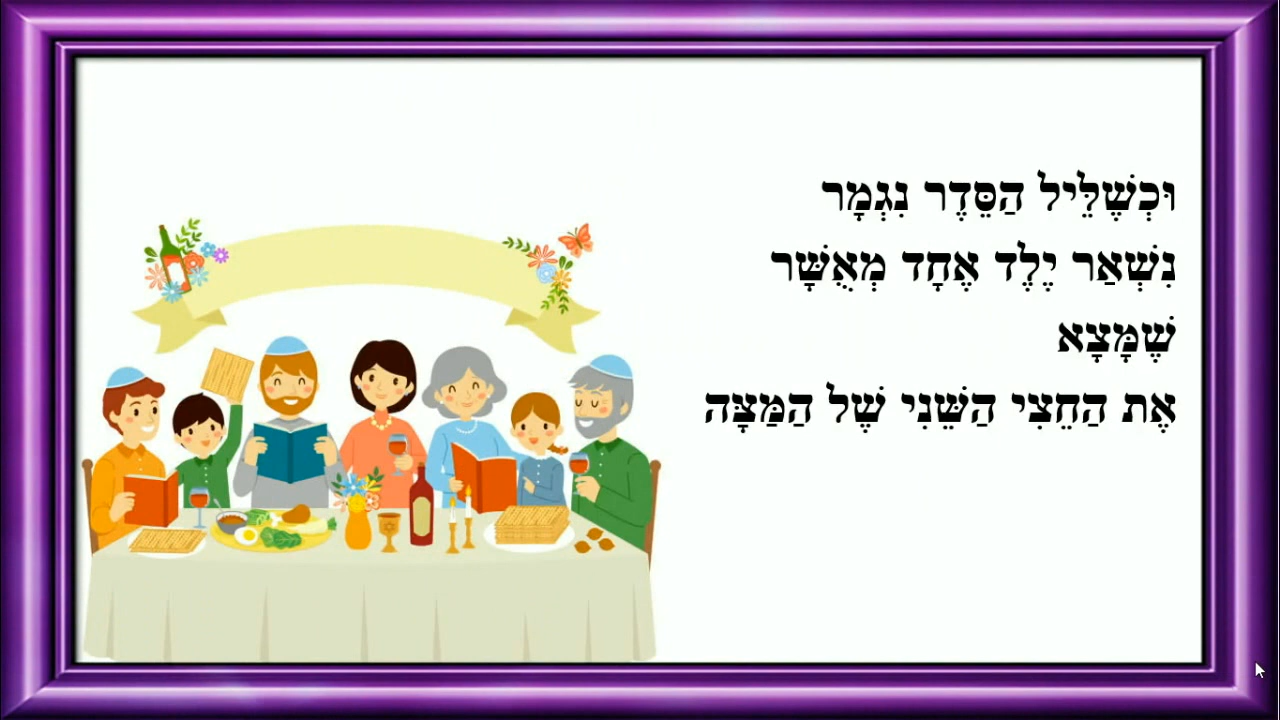 וּכְשֶׁלֵּיל הַסֵּדֶר נִגְמָר
נִשְׁאַר יֶלֶד אֶחָד מְאֻשָּׁר
שֶׁמָּצָא
אֶת הַחֵצִי הַשֵּׁנִי שֶׁל הַמַּצָּה